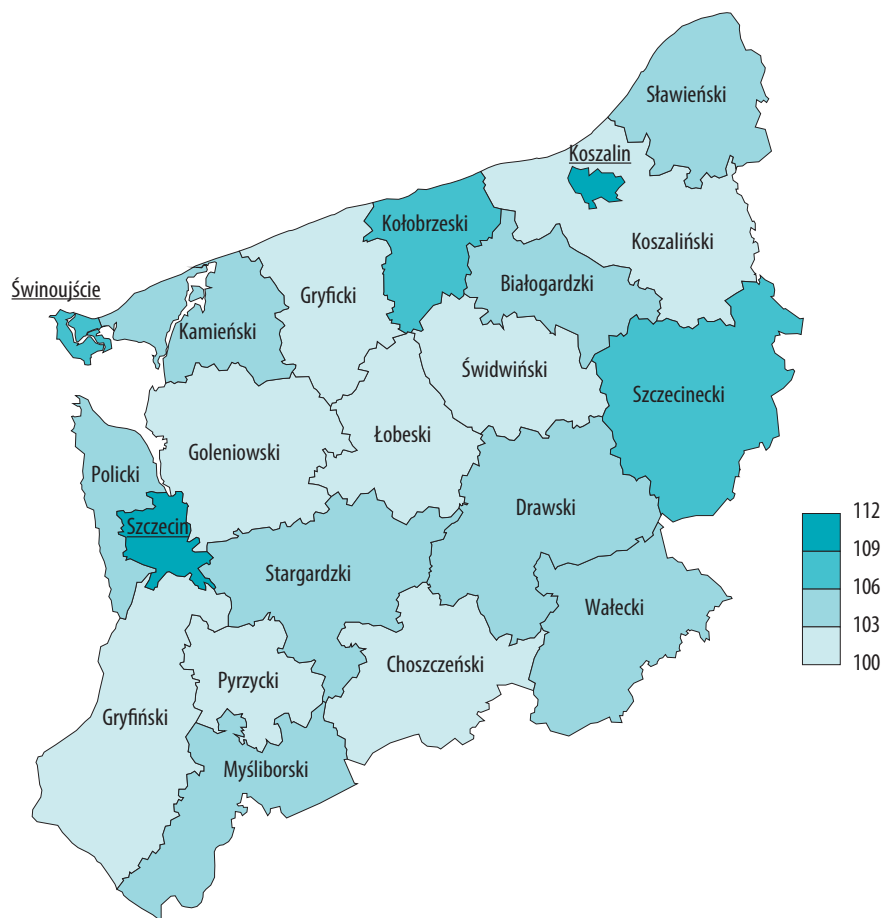 Sławieński
Koszalin
Kołobrzeski
Koszaliński
Białogardzki
Świnoujście
Gryficki
Kamieński
Świdwiński
Szczecinecki
Łobeski
Goleniowski
Policki
Drawski
Szczecin
Stargardzki
Wałecki
Choszczeński
Pyrzycki
Gryfiński
Myśliborski
112
109
106
103
100